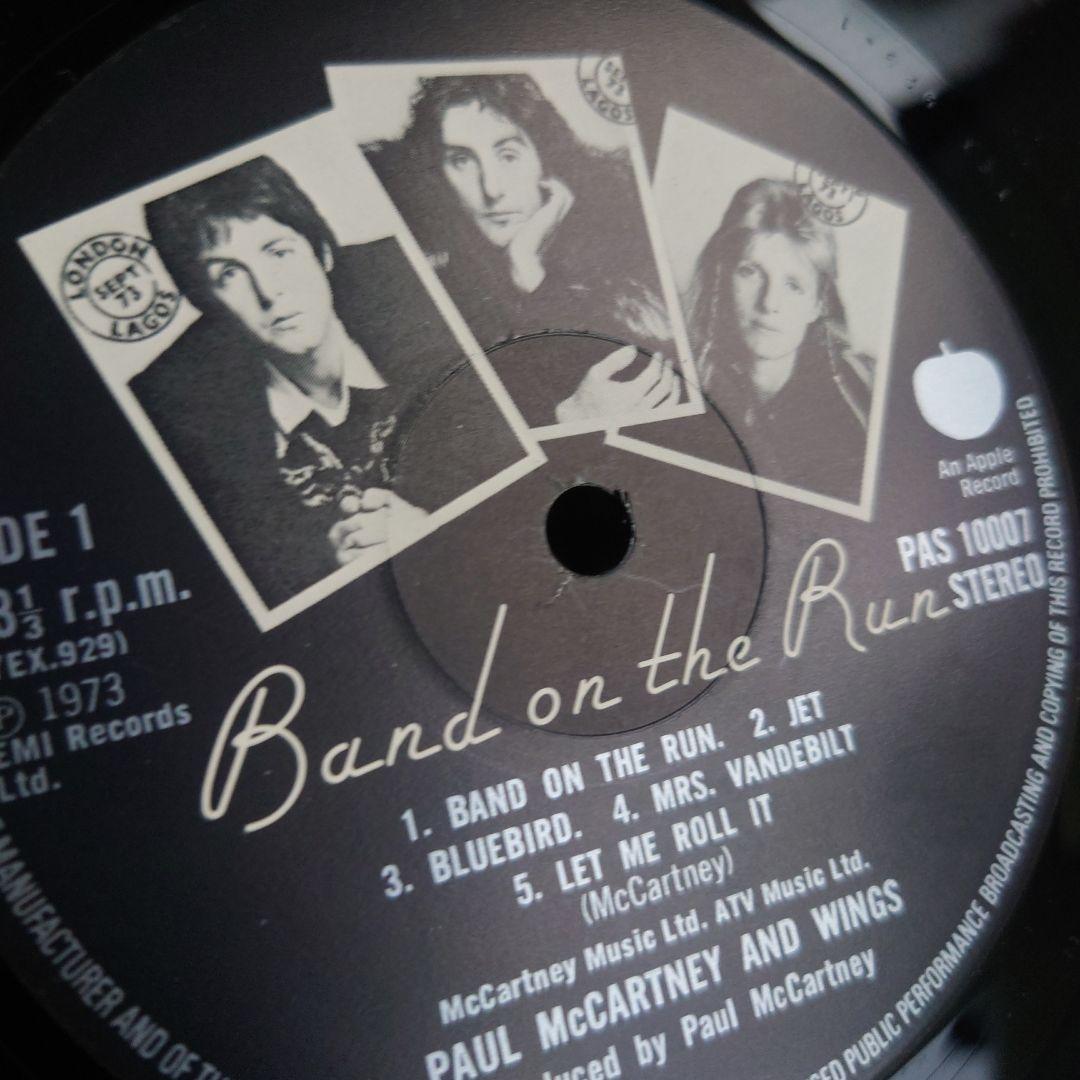 LONDON
SEPT
73
LAGOS
LAGOS
LAGOS
An Apple
Record
DE 1
PAS 10007
STEREO
3⅓ r.p.m.
YEX.929)
Ⓟ 1973
EMI Records
Ltd.
Band on the Run
1. BAND ON THE RUN. 2. JET
3. BLUEBIRD. 4. MRS. VANDEBILT
5. LET ME ROLL IT
(McCartney)
McCartney Music Ltd. ATV Music Ltd.
PAUL McCARTNEY AND WINGS
duced by Paul McCartney
MANUFACTURER AND OF
PUBLIC PERFORMANCE BROADCASTING AND COPYING OF THIS RECORD PROHIBITED